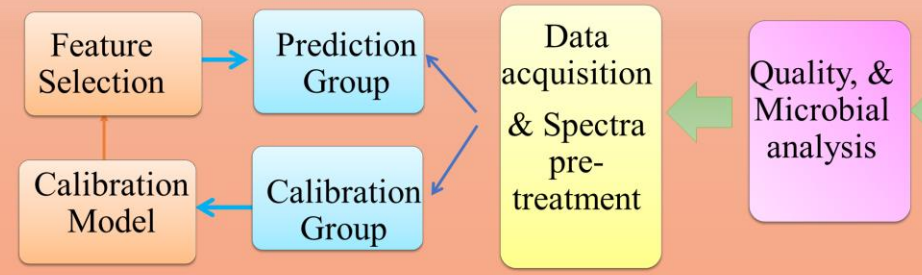 Feature
Selection
Prediction
Group
Data
acquisition
& Spectra
pre-
treatment
Quality, &
Microbial
analysis
Calibration
Model
Calibration
Group